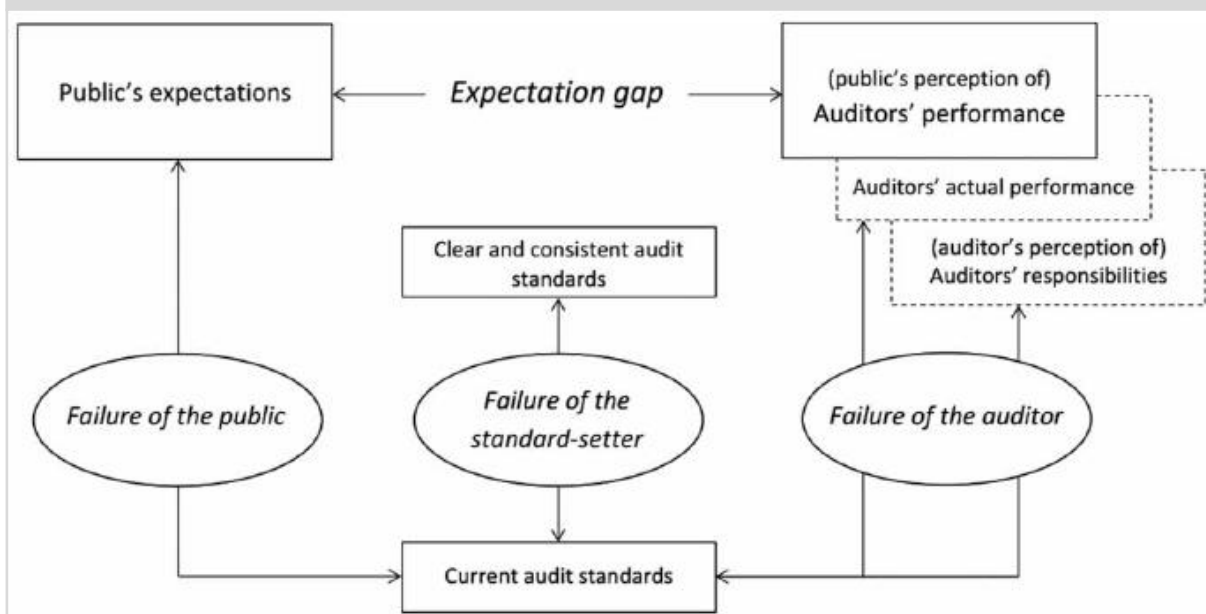 Public's expectations
Expectation gap
(public's perception of)
Auditors' performance
Auditors' actual performance
(auditor's perception of)
Auditors' responsibilities
Clear and consistent audit
standards
Failure of the public
Failure of the
standard-setter
Failure of the auditor
Current audit standards